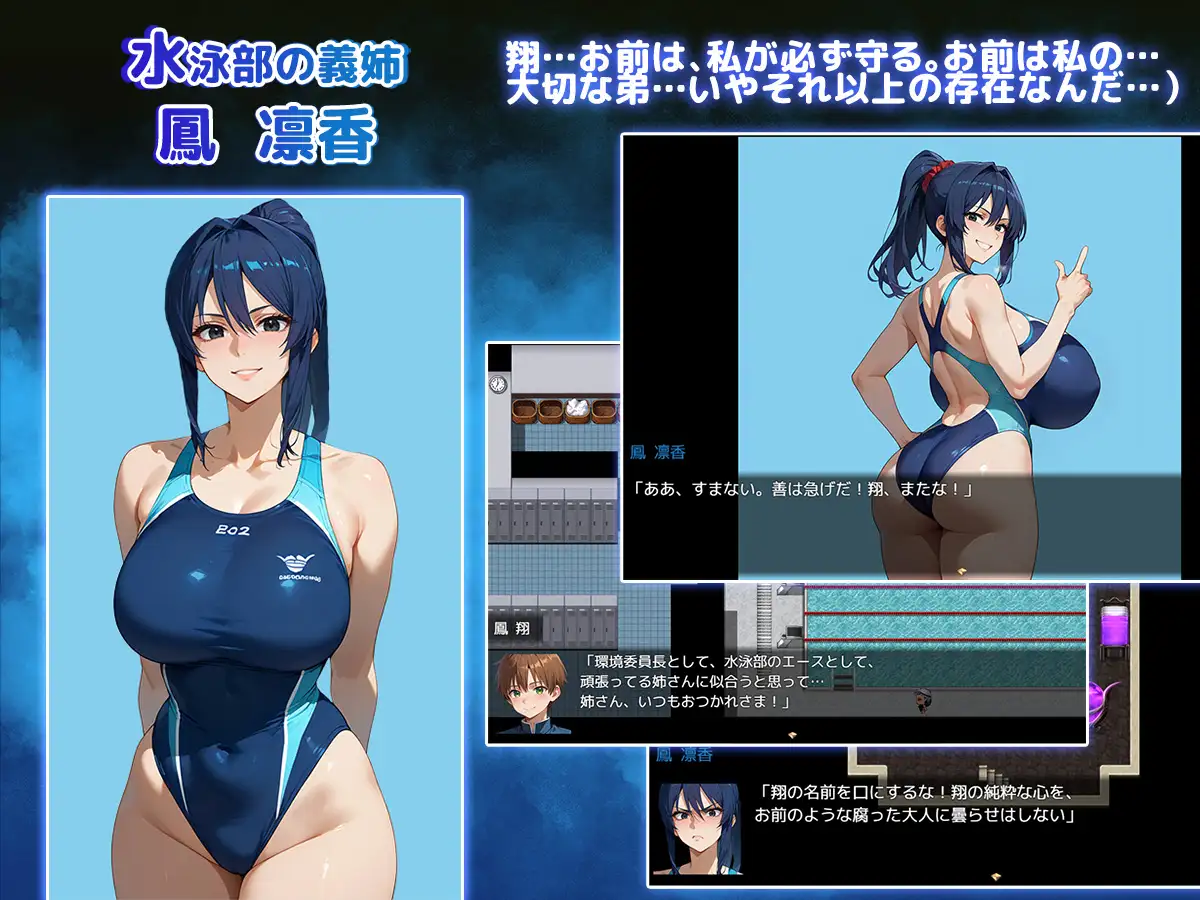 水泳部の義姉
鳳 凛香
翔…お前は、私が必ず守る。お前は私の…
大切な弟…いやそれ以上の存在なんだ…)
鳳 凛香
「ああ、すまない。善は急げだ!翔、またな!」
202
鳳 翔
「環境委員長として、水泳部のエースとして、
頑張ってる姉さんに似合うと思って…
姉さん、いつもおつかれさま!」
鳳 凛香
「翔の名前を口にするな!翔の純粋な心を、
お前のような腐った大人に曇らせはしない」